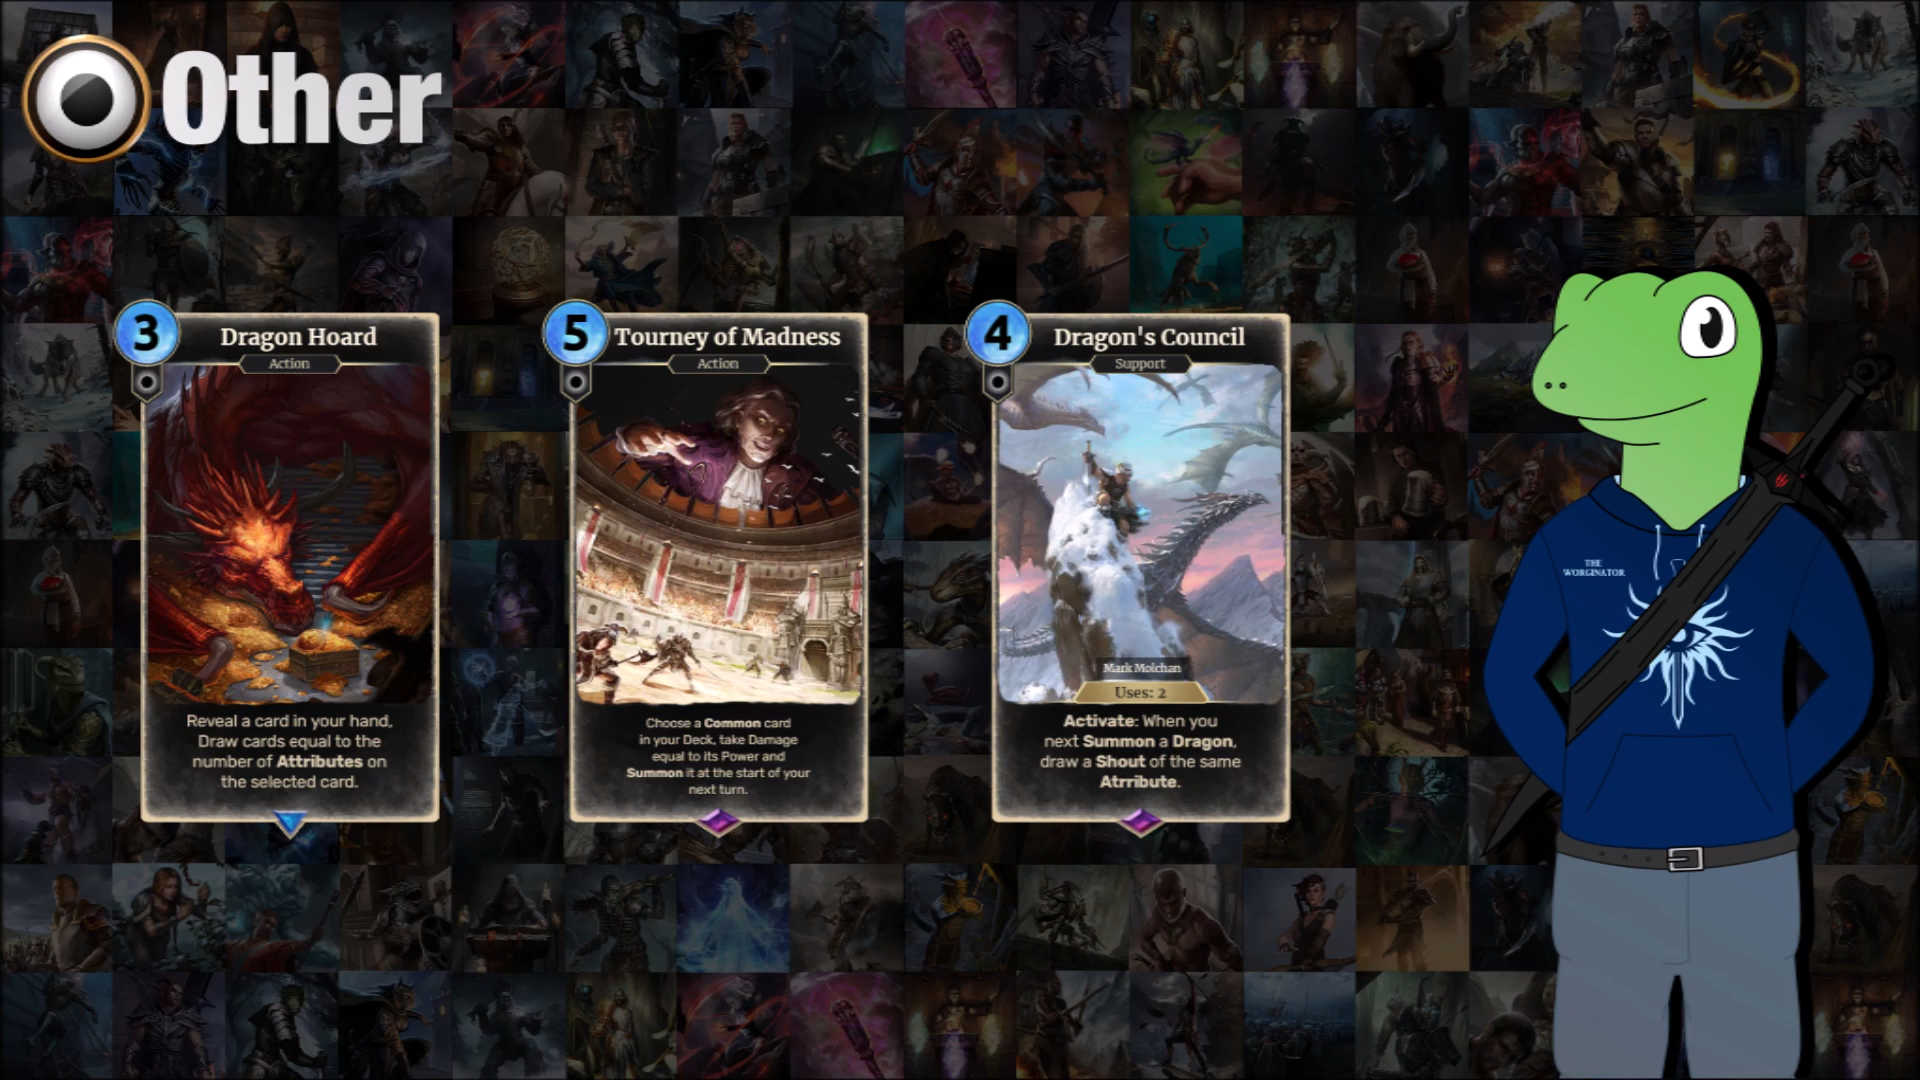 Other
3
Dragon Hoard
Action
Reveal a card in your hand,
Draw cards equal to the
number of Attributes on
the selected card.
5
Tourney of Madness
Action
Choose a Common card
in your Deck, take Damage
equal to its Power and
Summon it at the start of your
next turn.
4
Dragon's Council
Support
Mark Molchan
Uses: 2
Activate: When you
next Summon a Dragon,
draw a Shout of the same
Atrribute.
THE
WORGINATOR